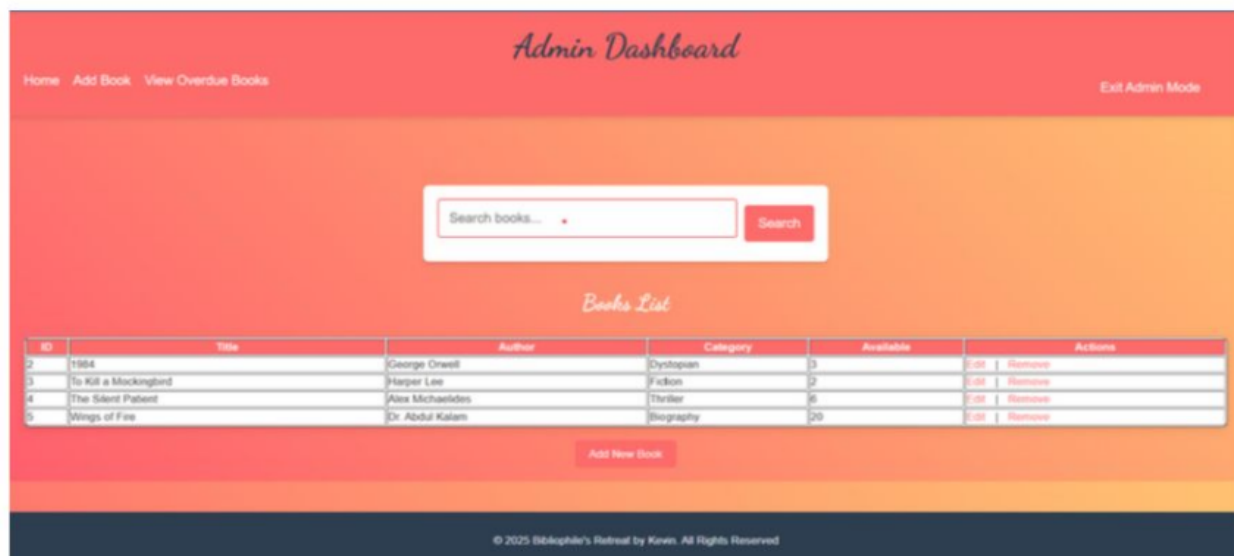 Admin Dashboard
Home Add Book View Overdue Books
Exit Admin Mode
Search books... Search
Books List
ID Title Author Category Available Actions
2 1984 George Orwell Dystopian 3 Edit | Remove
3 To Kill a Mockingbird Harper Lee Fiction 2 Edit | Remove
4 The Silent Patient Alex Michaelides Thriller 6 Edit | Remove
5 Wings of Fire Dr. Abdul Kalam Biography 20 Edit | Remove
Add New Book
© 2025 Bibliophile's Retreat by Kevin. All Rights Reserved